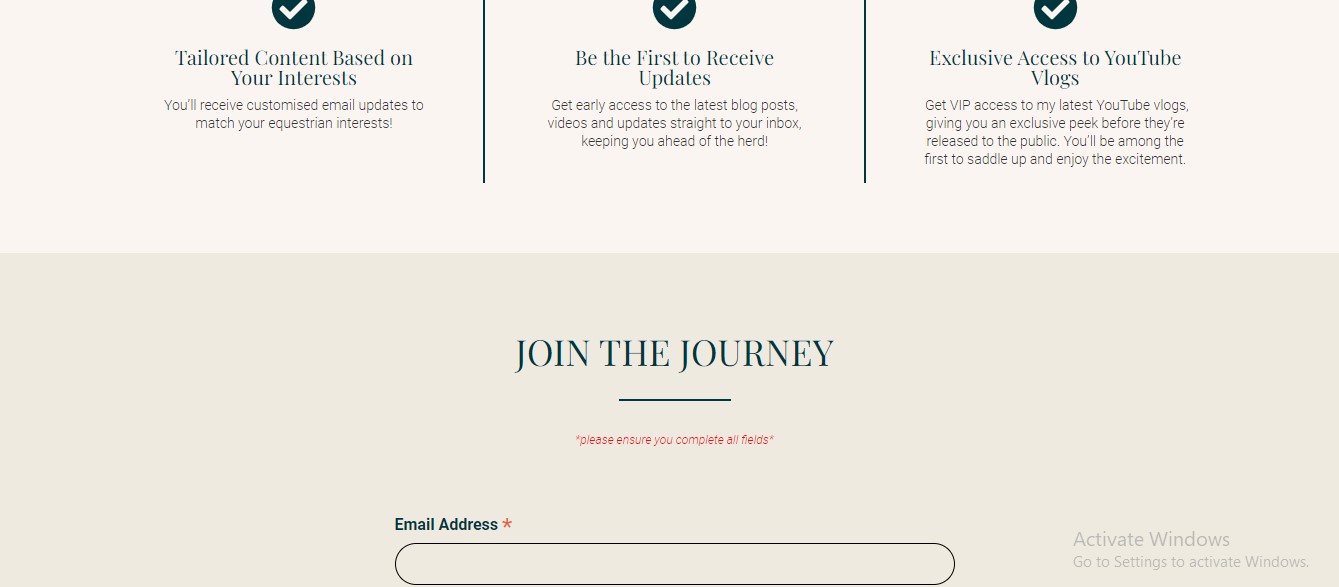 Tailored Content Based on
Your Interests
You'll receive customised email updates to
match your equestrian interests!
Be the First to Receive
Updates
Get early access to the latest blog posts,
videos and updates straight to your inbox,
keeping you ahead of the herd!
Exclusive Access to YouTube
Vlogs
Get VIP access to my latest YouTube vlogs,
giving you an exclusive peek before they're
released to the public. You'll be among the
first to saddle up and enjoy the excitement.
JOIN THE JOURNEY
*please ensure you complete all fields*
Email Address *
Activate Windows
Go to Settings to activate Windows.